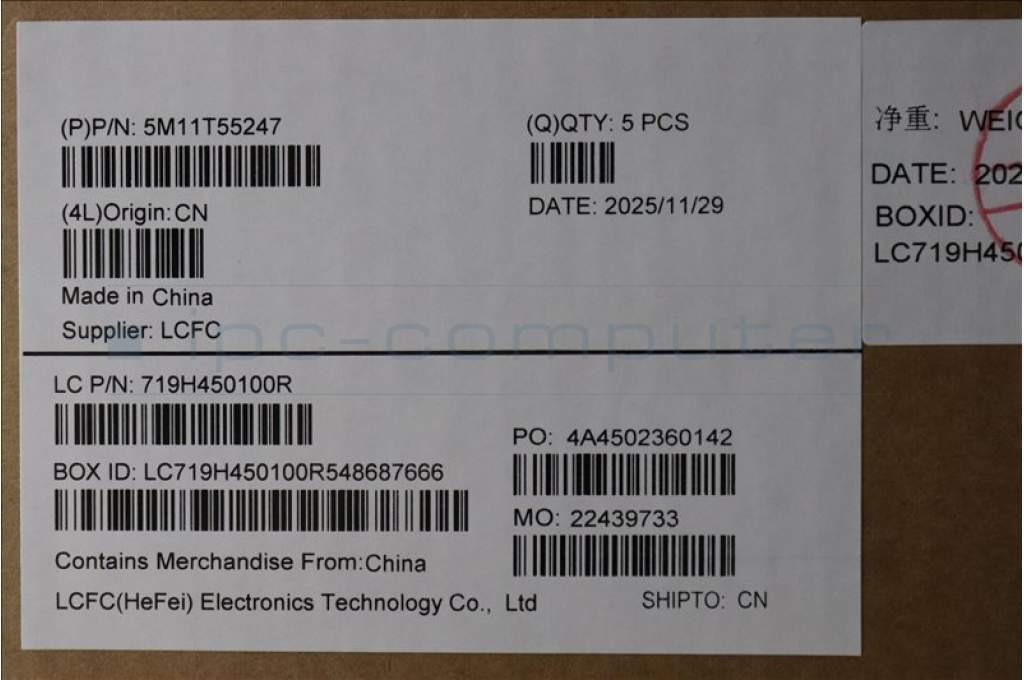 (P)P/N: 5M11T55247
(Q)QTY: 5 PCS
(4L)Origin:CN
DATE: 2025/11/29
Made in China
Supplier: LCFC
ipc-computer
LC P/N: 719H450100R
BOX ID: LC719H450100R548687666
PO: 4A4502360142
MO: 22439733
Contains Merchandise From:China
LCFC(HeFei) Electronics Technology Co., Ltd
SHIPTO: CN
净重:
DATE:
BOXID: